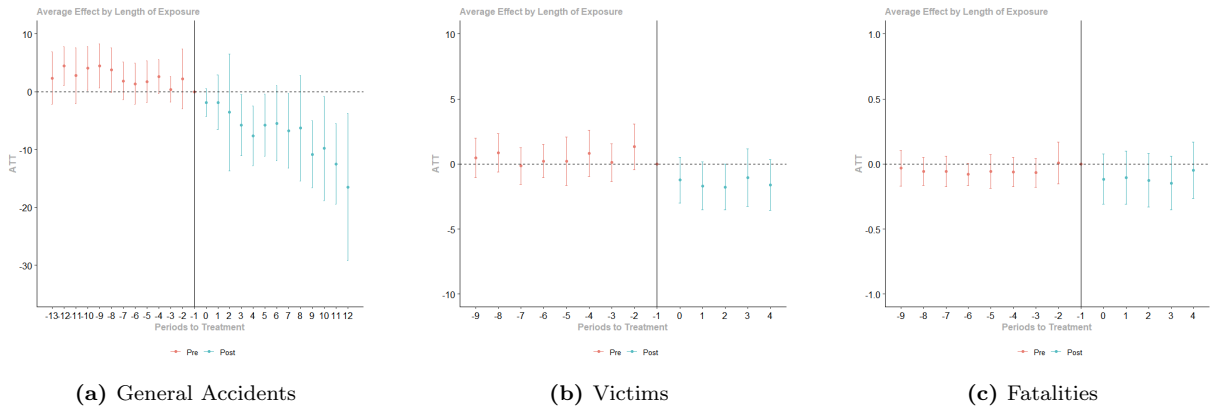 Average Effect by Length of Exposure
10
0
-10
-20
-30
ATT
-13 -12 -11 -10 -9 -8 -7 -6 -5 -4 -3 -2 -1 0 1 2 3 4 5 6 7 8 9 10 11 12
Periods to Treatment
Pre Post
(a) General Accidents
Average Effect by Length of Exposure
10
5
0
-5
-10
ATT
-9 -8 -7 -6 -5 -4 -3 -2 -1 0 1 2 3 4
Periods to Treatment
Pre Post
(b) Victims
Average Effect by Length of Exposure
1.0
0.5
0.0
-0.5
-1.0
ATT
-9 -8 -7 -6 -5 -4 -3 -2 -1 0 1 2 3 4
Periods to Treatment
Pre Post
(c) Fatalities